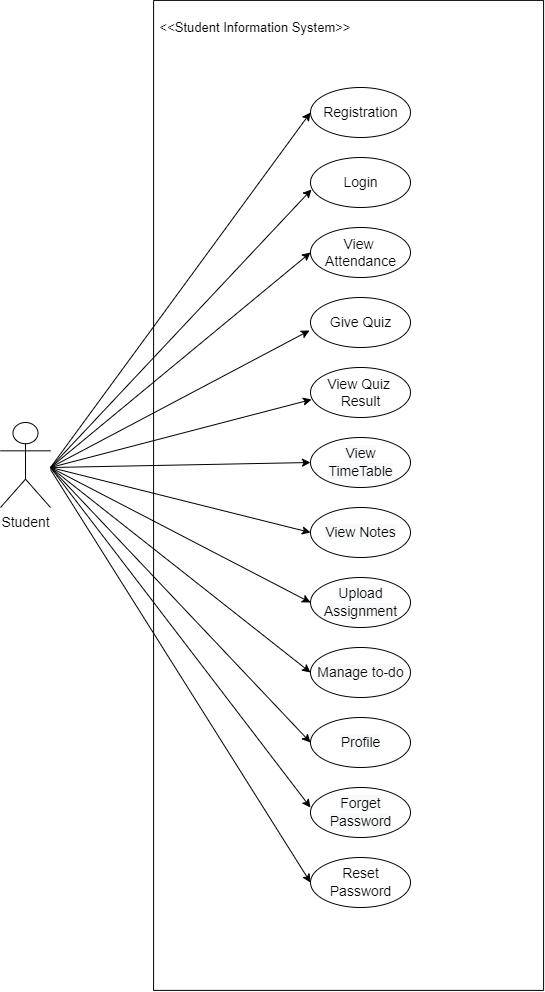 <<Student Information System>>
Registration
Login
View
Attendance
Give Quiz
View Quiz
Result
View
TimeTable
Student
View Notes
Upload
Assignment
Manage to-do
Profile
Forget
Password
Reset
Password